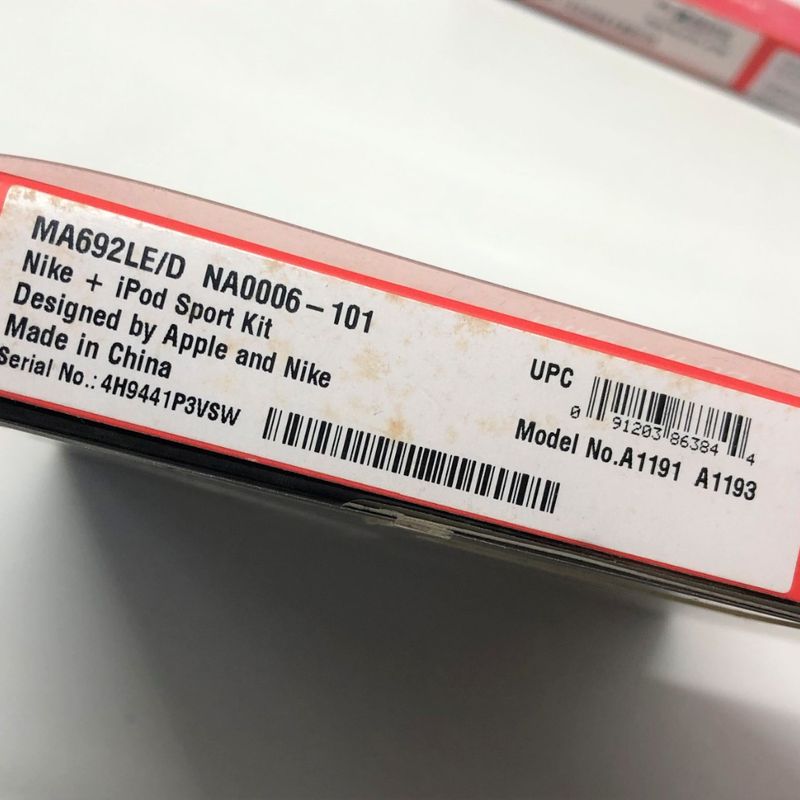 MA692LE/D NA0006-101
Nike + iPod Sport Kit
Designed by Apple and Nike
Made in China
Serial No.: 4H9441P3VSW
UPC
0 91203 86384 4
Model No.A1191 A1193